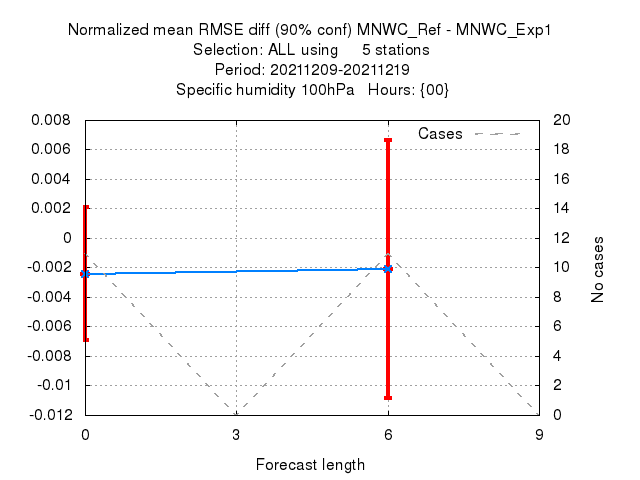 Normalized mean RMSE diff (90% conf) MNWC_Ref - MNWC_Exp1
Selection: ALL using 5 stations
Period: 20211209-20211219
Specific humidity 100hPa Hours: {00}
Cases
0.008
0.006
0.004
0.002
0
-0.002
-0.004
-0.006
-0.008
-0.01
-0.012
20
18
16
14
12
10
8
6
4
2
0
No cases
0 3 6 9
Forecast length